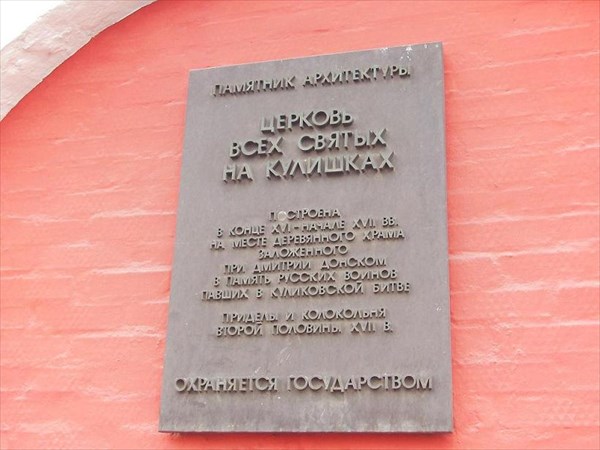 ПАМЯТНИК АРХИТЕКТУРЫ
ЦЕРКОВЬ
ВСЕХ СВЯТЫХ
НА КУЛИШКАХ
ПОСТРОЕНА
В КОНЦЕ XVI-НАЧАЛЕ XVII ВВ.
НА МЕСТЕ ДЕРЕВЯННОГО ХРАМА
ЗАЛОЖЕННОГО
ПРИ ДМИТРИИ ДОНСКОМ
В ПАМЯТЬ РУССКИХ ВОИНОВ
ПАВШИХ В КУЛИКОВСКОЙ БИТВЕ
ПРИДЕЛЫ И КОЛОКОЛЬНЯ
ВТОРОЙ ПОЛОВИНЫ XVII В.
ОХРАНЯЕТСЯ ГОСУДАРСТВОМ